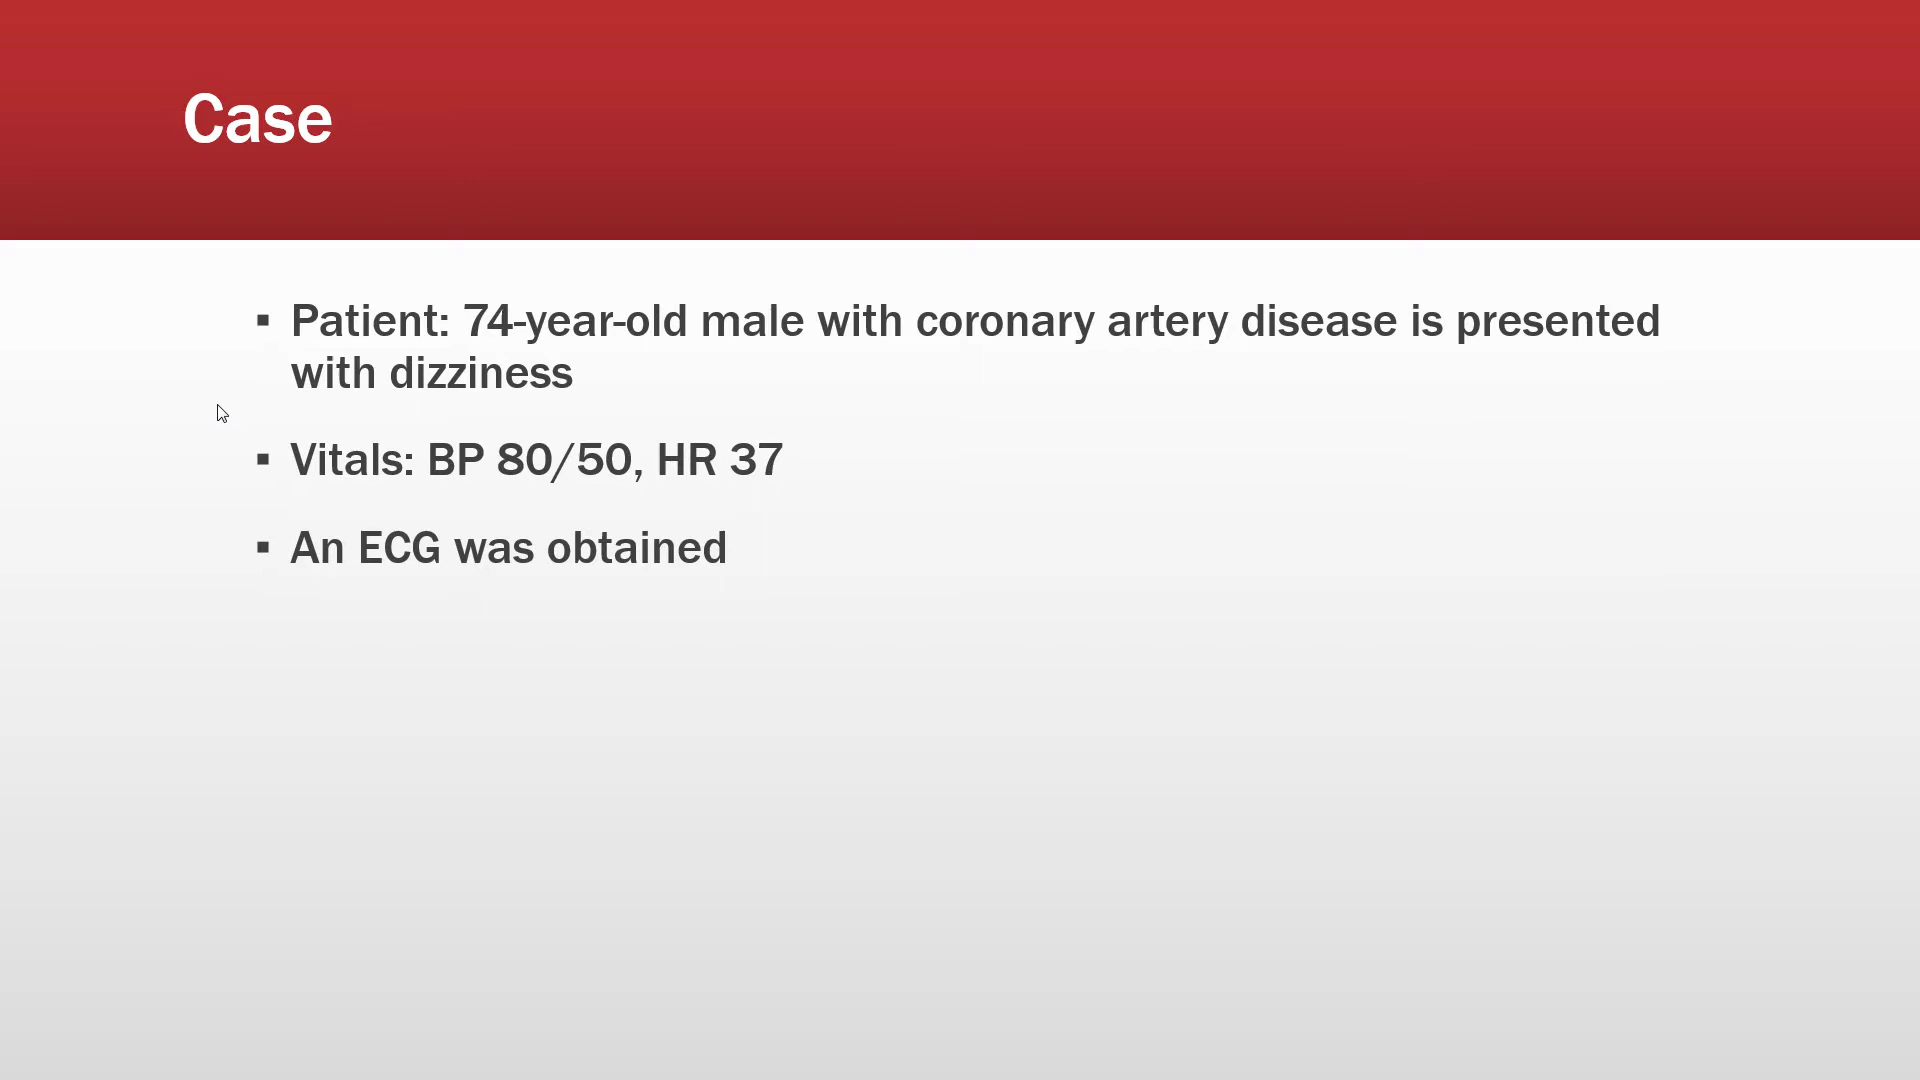 Case
▪ Patient: 74-year-old male with coronary artery disease is presented
with dizziness
▪ Vitals: BP 80/50, HR 37
▪ An ECG was obtained